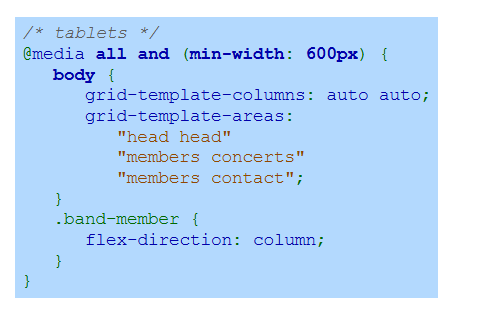 /* tablets */
@media all and (min-width: 600px) {
body {
grid-template-columns: auto auto;
grid-template-areas:
"head head"
"members concerts"
"members contact";
}
.band-member {
flex-direction: column;
}
}